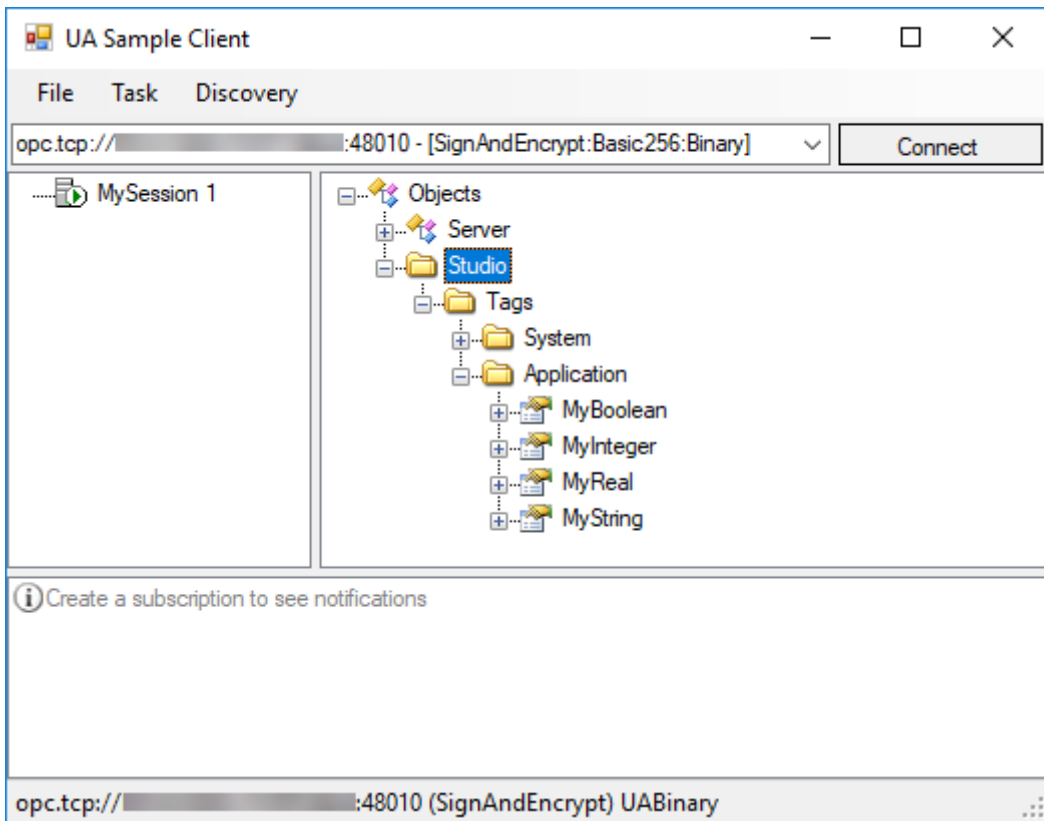 UA Sample Client
File Task Discovery
opc.tcp:// :48010 - [SignAndEncrypt:Basic256:Binary] Connect
MySession 1
Objects
Server
Studio
Tags
System
Application
MyBoolean
MyInteger
MyReal
MyString
Create a subscription to see notifications
opc.tcp:// :48010 (SignAndEncrypt) UABinary